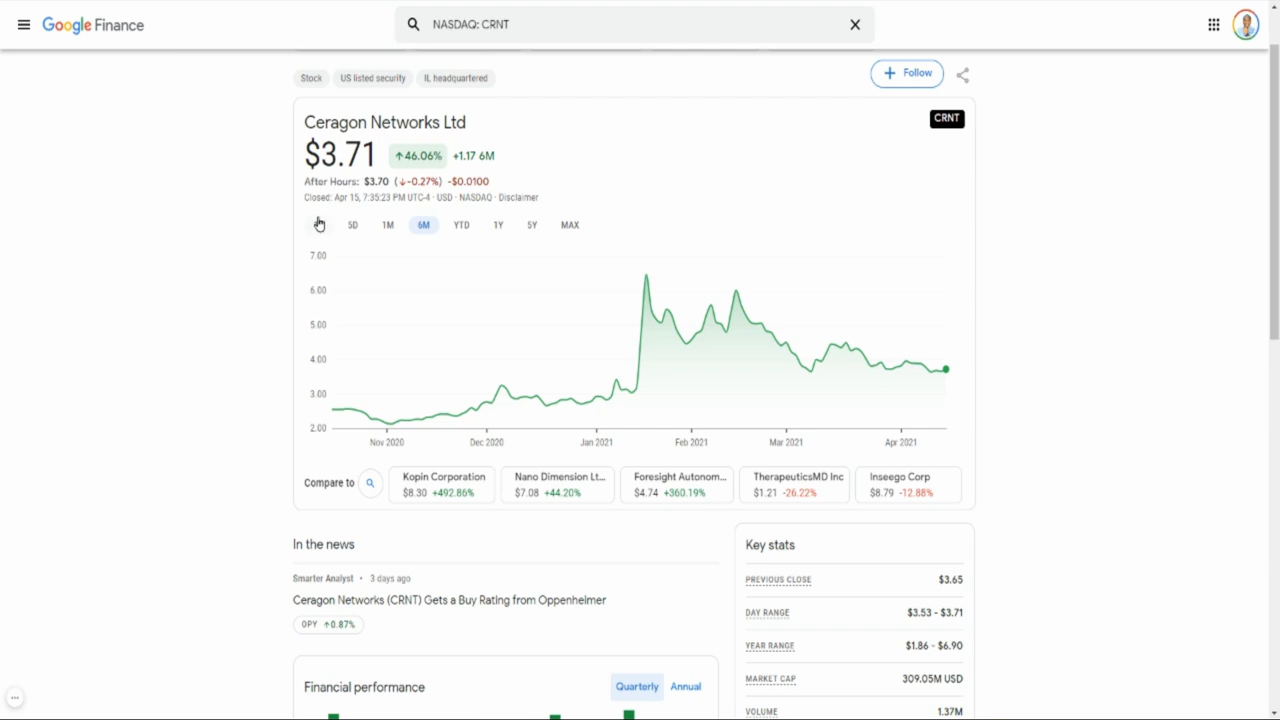 Google Finance
NASDAQ: CRNT
Stock US listed security IL headquartered
Follow
Ceragon Networks Ltd
CRNT
$3.71 ↑46.06% +1.17 6M
After Hours: $3.70 (↓-0.27%) -$0.0100
Closed: Apr 15, 7:35:23 PM UTC-4 · USD · NASDAQ · Disclaimer
5D 1M 6M YTD 1Y 5Y MAX
7.00
6.00
5.00
4.00
3.00
2.00
Nov 2020 Dec 2020 Jan 2021 Feb 2021 Mar 2021 Apr 2021
Compare to
Kopin Corporation
$8.30 +492.86%
Nano Dimension Lt...
$7.08 +44.20%
Foresight Autonom...
$4.74 +360.19%
TherapeuticsMD Inc
$1.21 -26.22%
Inseego Corp
$8.79 -12.88%
In the news
Smarter Analyst • 3 days ago
Ceragon Networks (CRNT) Gets a Buy Rating from Oppenheimer
OPY ↑0.87%
Financial performance
Quarterly Annual
Key stats
PREVIOUS CLOSE $3.65
DAY RANGE $3.53 - $3.71
YEAR RANGE $1.86 - $6.90
MARKET CAP 309.05M USD
VOLUME 1.37M